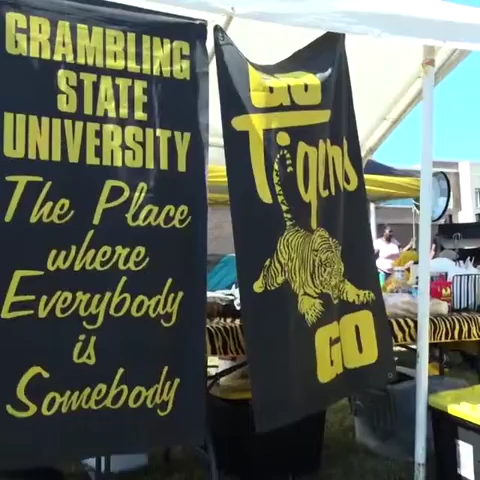 GRAMBLING
STATE
UNIVERSITY
The Place
where
Everybody
is
Somebody
GO
Tigers
GO